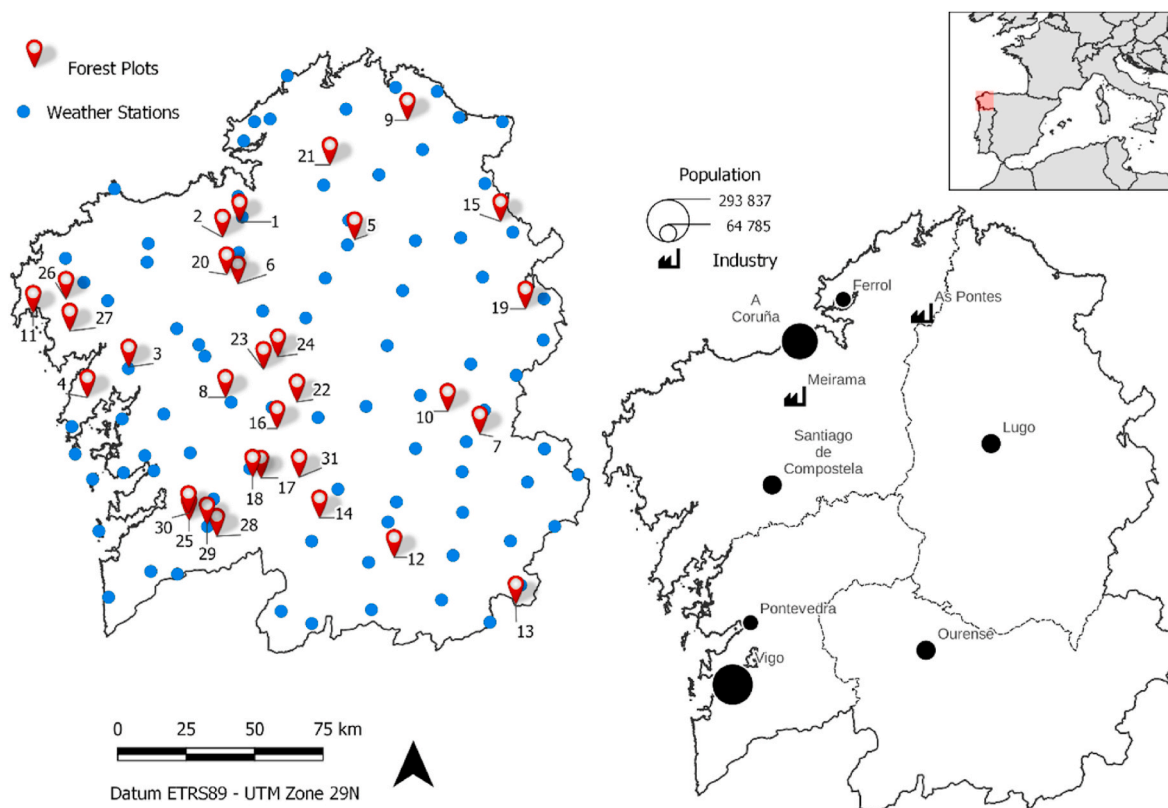 Forest Plots
Weather Stations
9
21
15
2
1
5
20
6
26
11
27
19
23
24
3
4
8
22
10
16
7
18
17
31
14
30
25
29
28
12
13
0 25 50 75 km
Datum ETRS89 - UTM Zone 29N
Population
293 837
64 785
Industry
Ferrol
As Pontes
A
Coruña
Meirama
Santiago
de
Compostela
Lugo
Pontevedra
Ourense
Vigo